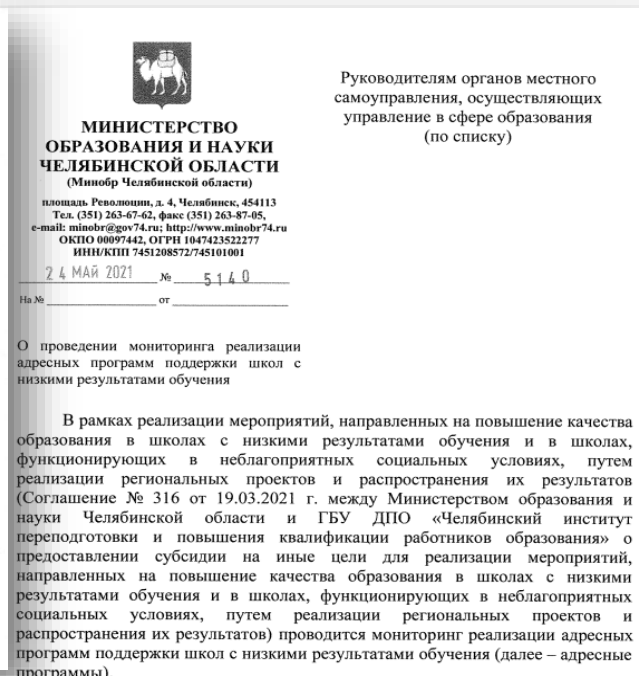 МИНИСТЕРСТВО
ОБРАЗОВАНИЯ И НАУКИ
ЧЕЛЯБИНСКОЙ ОБЛАСТИ
(Минобр Челябинской области)
площадь Революции, д. 4, Челябинск, 454113
Тел. (351) 263-67-62, факс (351) 263-87-05,
e-mail: minobr@gov74.ru; http://www.minobr74.ru
ОКПО 00097442, ОГРН 1047423522277
ИНН/КПП 7451208572/745101001
24 МАЙ 2021 № 5140
На № от
Руководителям органов местного
самоуправления, осуществляющих
управление в сфере образования
(по списку)
О проведении мониторинга реализации
адресных программ поддержки школ с
низкими результатами обучения
В рамках реализации мероприятий, направленных на повышение качества
образования в школах с низкими результатами обучения и в школах,
функционирующих в неблагоприятных социальных условиях, путем
реализации региональных проектов и распространения их результатов
(Соглашение № 316 от 19.03.2021 г. между Министерством образования и
науки Челябинской области и ГБУ ДПО «Челябинский институт
переподготовки и повышения квалификации работников образования» о
предоставлении субсидии на иные цели для реализации мероприятий,
направленных на повышение качества образования в школах с низкими
результатами обучения и в школах, функционирующих в неблагоприятных
социальных условиях, путем реализации региональных проектов и
распространения их результатов) проводится мониторинг реализации адресных
программ поддержки школ с низкими результатами обучения (далее – адресные
программы)